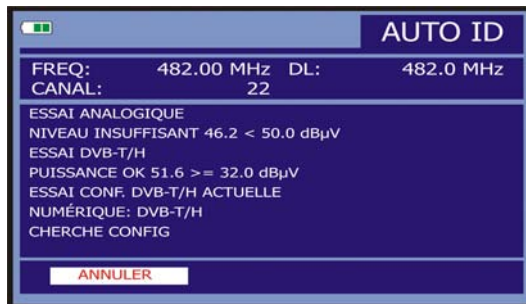 AUTO ID
FREQ: 482.00 MHz DL: 482.0 MHz
CANAL: 22
ESSAI ANALOGIQUE
NIVEAU INSUFFISANT 46.2 < 50.0 dBµV
ESSAI DVB-T/H
PUISSANCE OK 51.6 >= 32.0 dBµV
ESSAI CONF. DVB-T/H ACTUELLE
NUMÉRIQUE: DVB-T/H
CHERCHE CONFIG
ANNULER